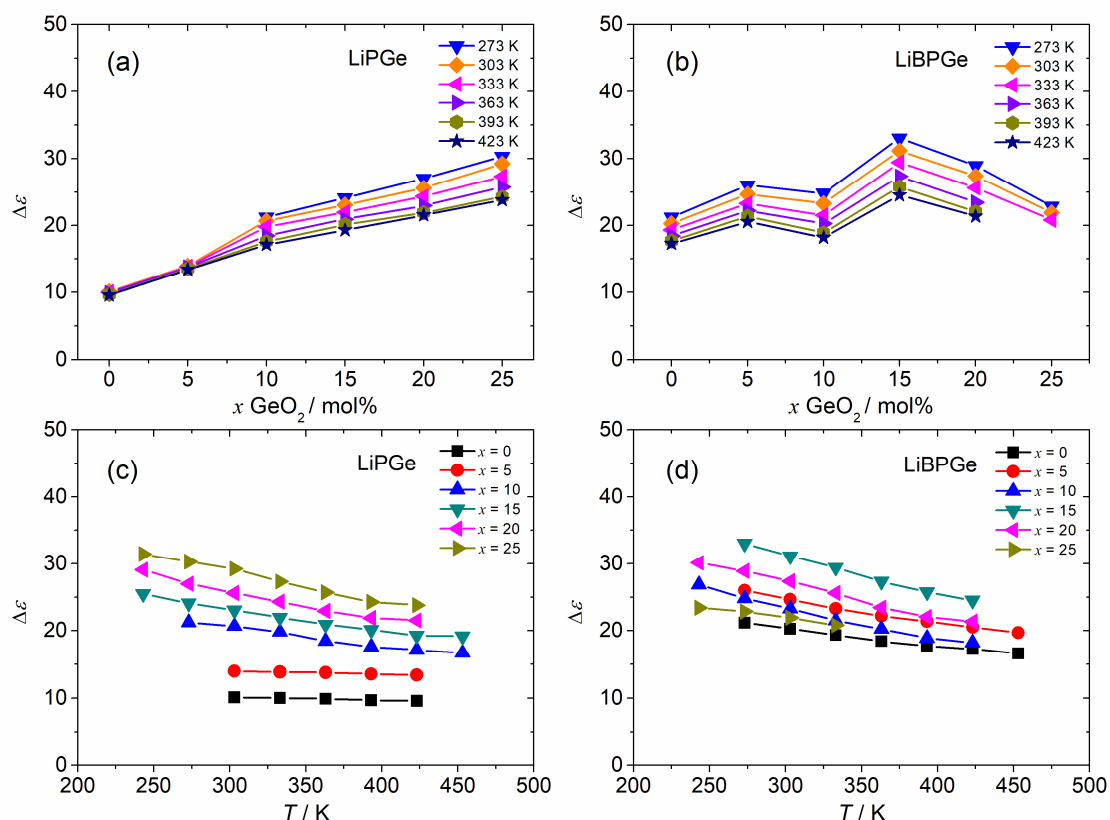 (a)
LiPGe
273 K
303 K
333 K
363 K
393 K
423 K
50
40
30
20
10
0
Δε
0 5 10 15 20 25
x GeO₂ / mol%
(b)
LiBPGe
273 K
303 K
333 K
363 K
393 K
423 K
50
40
30
20
10
0
Δε
0 5 10 15 20 25
x GeO₂ / mol%
(c)
LiPGe
x = 0
x = 5
x = 10
x = 15
x = 20
x = 25
50
40
30
20
10
0
Δε
200 250 300 350 400 450 500
T / K
(d)
LiBPGe
x = 0
x = 5
x = 10
x = 15
x = 20
x = 25
50
40
30
20
10
0
Δε
200 250 300 350 400 450 500
T / K